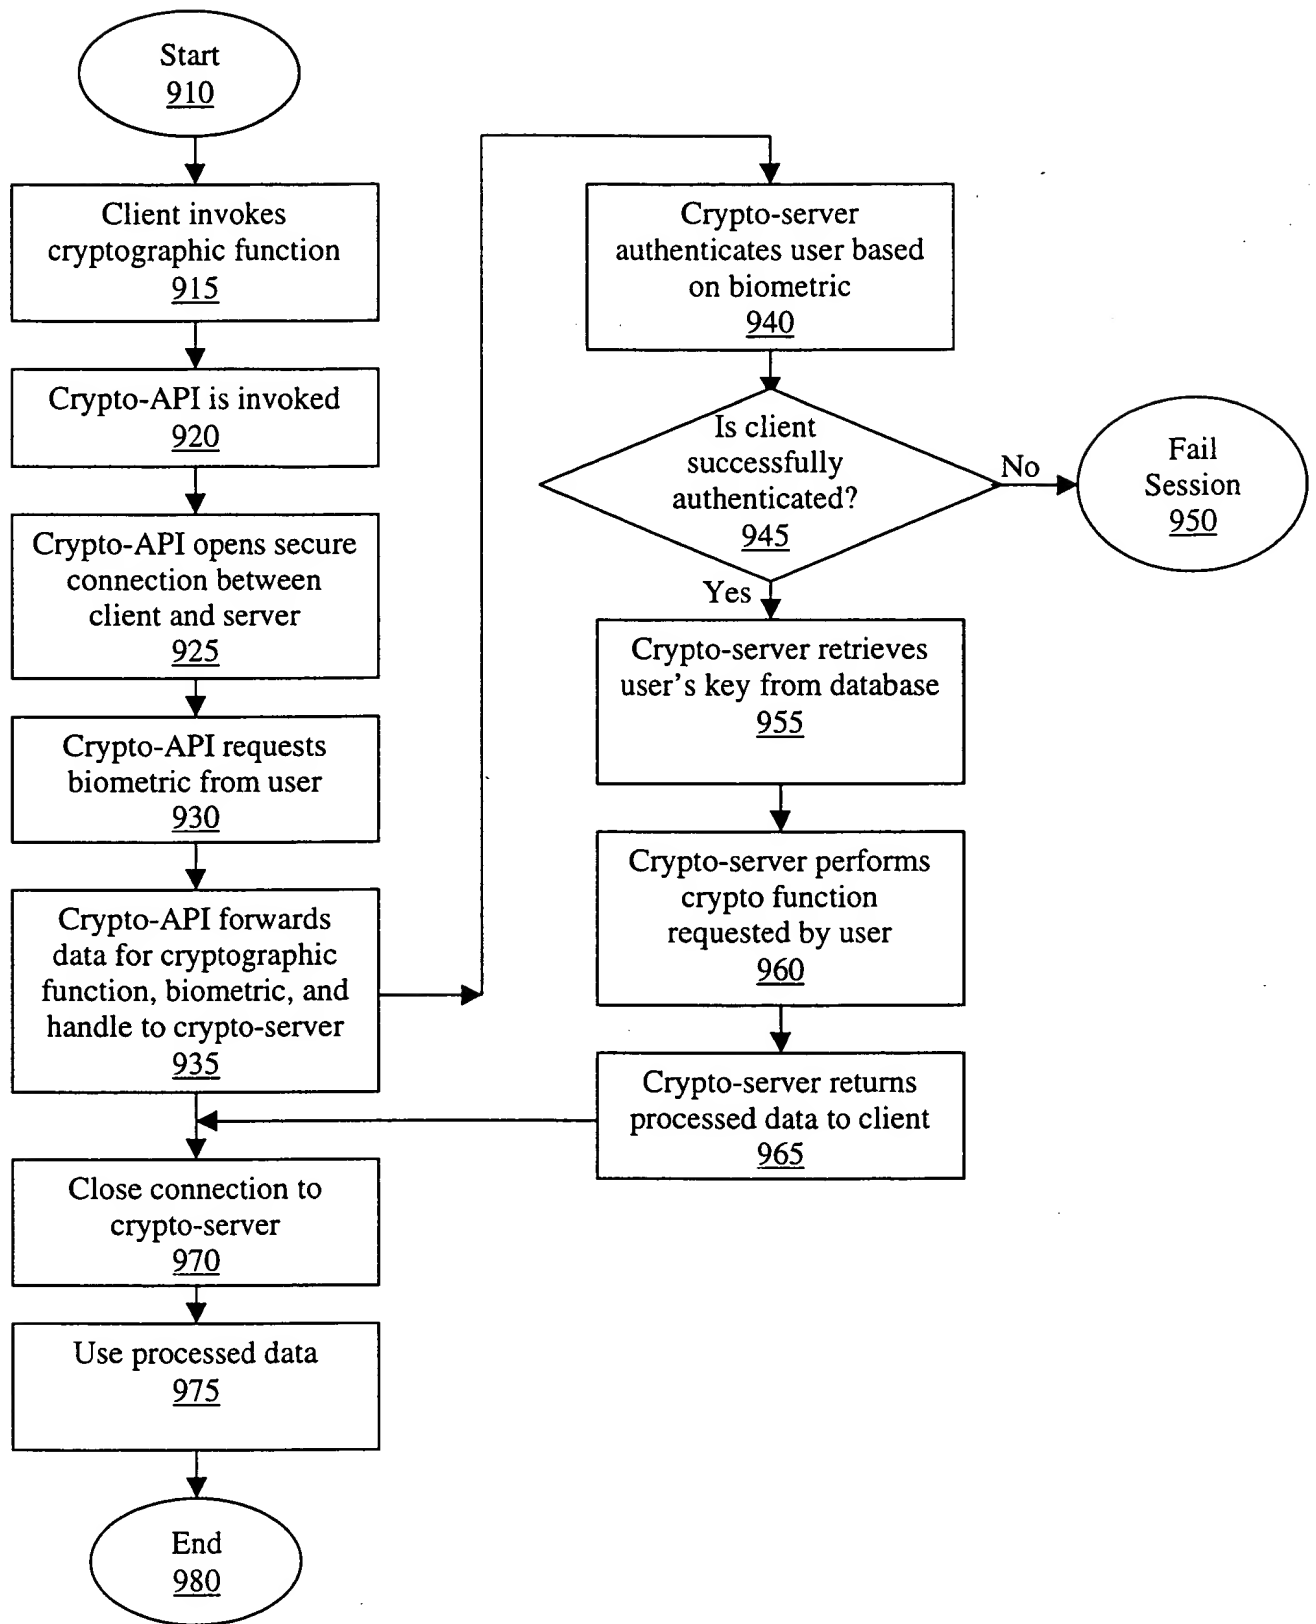 Start
910
Client invokes
cryptographic function
915
Crypto-API is invoked
920
Crypto-API opens secure
connection between
client and server
925
Crypto-API requests
biometric from user
930
Crypto-API forwards
data for cryptographic
function, biometric, and
handle to crypto-server
935
Crypto-server
authenticates user based
on biometric
940
Is client
successfully
authenticated?
945
No
Fail
Session
950
Yes
Crypto-server retrieves
user's key from database
955
Crypto-server performs
crypto function
requested by user
960
Crypto-server returns
processed data to client
965
Close connection to
crypto-server
970
Use processed data
975
End
980